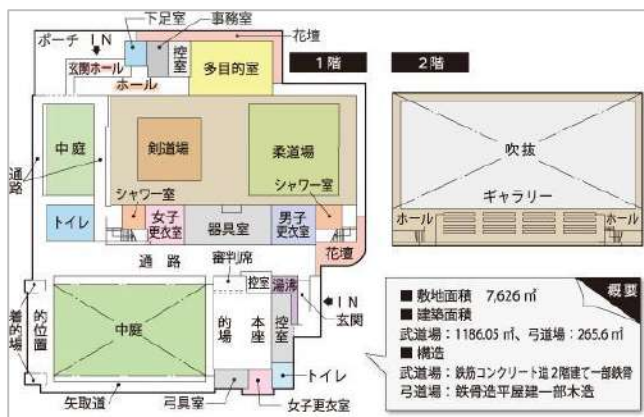 下足室
事務室
ポーチ
IN
控室
花壇
1階
2階
玄関ホール
ホール
多目的室
中庭
剣道場
柔道場
吹抜
通路
ギャラリー
シャワー室
シャワー室
ホール
ホール
トイレ
女子更衣室
器具室
男子更衣室
花壇
通路
審判席
控室
湯沸
IN
玄関
着的場
的位置
中庭
的場
本座
控室
矢取道
弓具室
トイレ
女子更衣室
概要
■ 敷地面積 7,626 ㎡
■ 建築面積
武道場:1186.05㎡、弓道場:265.6㎡
■ 構造
武道場:鉄筋コンクリート道2階建て一部鉄骨
弓道場:鉄骨造平屋建一部木造